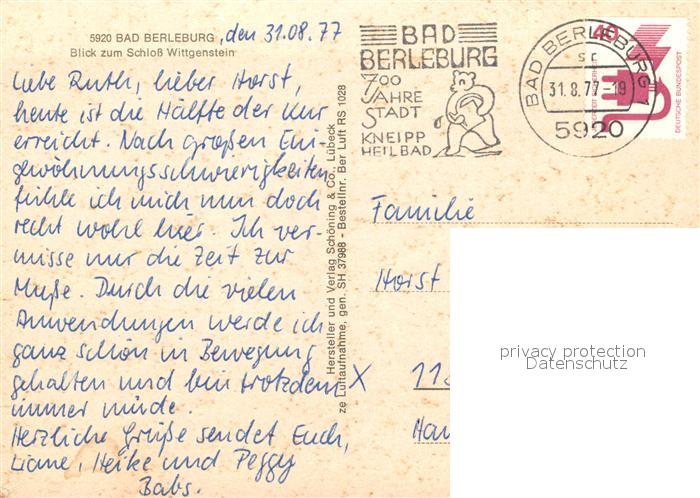 5920 BAD BERLEBURG, den 31.08.77
Blick zum Schloß Wittgenstein
Liebe Ruth, lieber Horst,
heute ist die Hälfte der Kur
erreicht. Nach großen Ein-
gewöhnungsschwierigkeiten
fühle ich mich nun doch
recht wohl hier. Ich ver-
misse nur die Zeit zur
Muße. Durch die vielen
Anwendungen werde ich
ganz schön in Bewegung
gehalten und bin trotzdem
immer müde.
Herzliche Grüße sendet Euch,
Liane, Heike und Peggy
Babs.
Hersteller und Verlag Schöning & Co., Lübeck
ze Luftaufnahme, gen. SH 37988 - Bestellnr. Ber Luft RS 1028
BAD
BERLEBURG
700
JAHRE
STADT
KNEIPP
HEILBAD
BAD BERLEBURG
sc
31.8.77-19
5920
40
DEUTSCHE BUNDESPOST
Familie
Horst
X
11
Han
privacy protection
Datenschutz